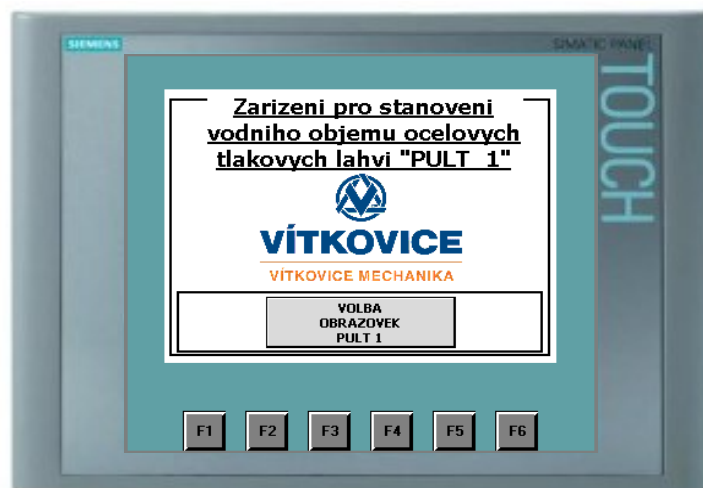 SIEMENS
SIMATIC PANEL
TOUCH
Zarizeni pro stanoveni
vodniho objemu ocelovych
tlakovych lahvi "PULT 1"
VÍTKOVICE
VÍTKOVICE MECHANIKA
VOLBA
OBRAZOVEK
PULT 1
F1 F2 F3 F4 F5 F6